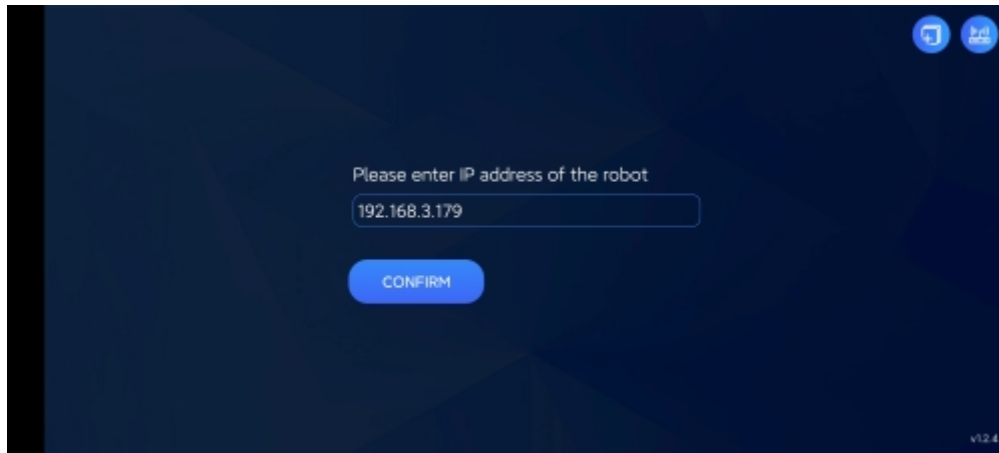 Please enter IP address of the robot
192.168.3.179
CONFIRM
v1.2.4